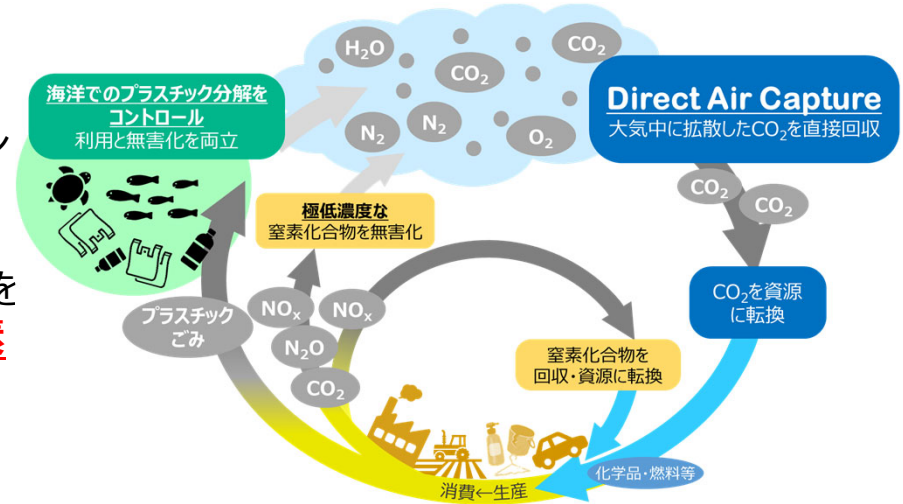 H₂O
CO₂
CO₂
N₂
N₂
O₂
海洋でのプラスチック分解を
コントロール
利用と無害化を両立
Direct Air Capture
大気中に拡散したCO₂を直接回収
CO₂
CO₂
極低濃度な
窒素化合物を無害化
を
プラスチック
ごみ
NOₓ
NOₓ
N₂O
CO₂
CO₂を資源
に転換
窒素化合物を
回収・資源に転換
化学品・燃料等
消費←生産